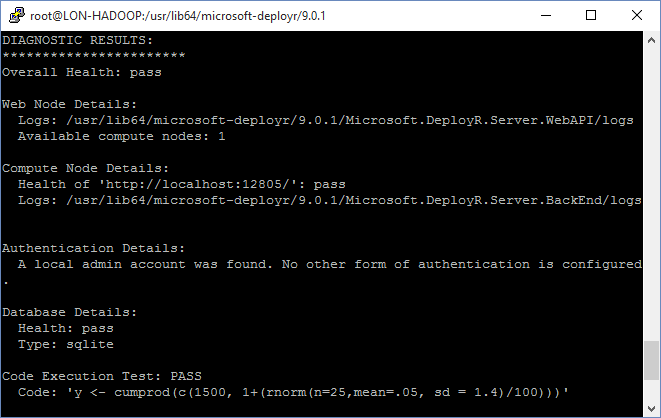 root@LON-HADOOP:/usr/lib64/microsoft-deployr/9.0.1
DIAGNOSTIC RESULTS:
***********************
Overall Health: pass
Web Node Details:
Logs: /usr/lib64/microsoft-deployr/9.0.1/Microsoft.DeployR.Server.WebAPI/logs
Available compute nodes: 1
Compute Node Details:
Health of 'http://localhost:12805/': pass
Logs: /usr/lib64/microsoft-deployr/9.0.1/Microsoft.DeployR.Server.BackEnd/logs
Authentication Details:
A local admin account was found. No other form of authentication is configured
.
Database Details:
Health: pass
Type: sqlite
Code Execution Test: PASS
Code: 'y <- cumprod(c(1500, 1+(rnorm(n=25,mean=.05, sd = 1.4)/100)))'